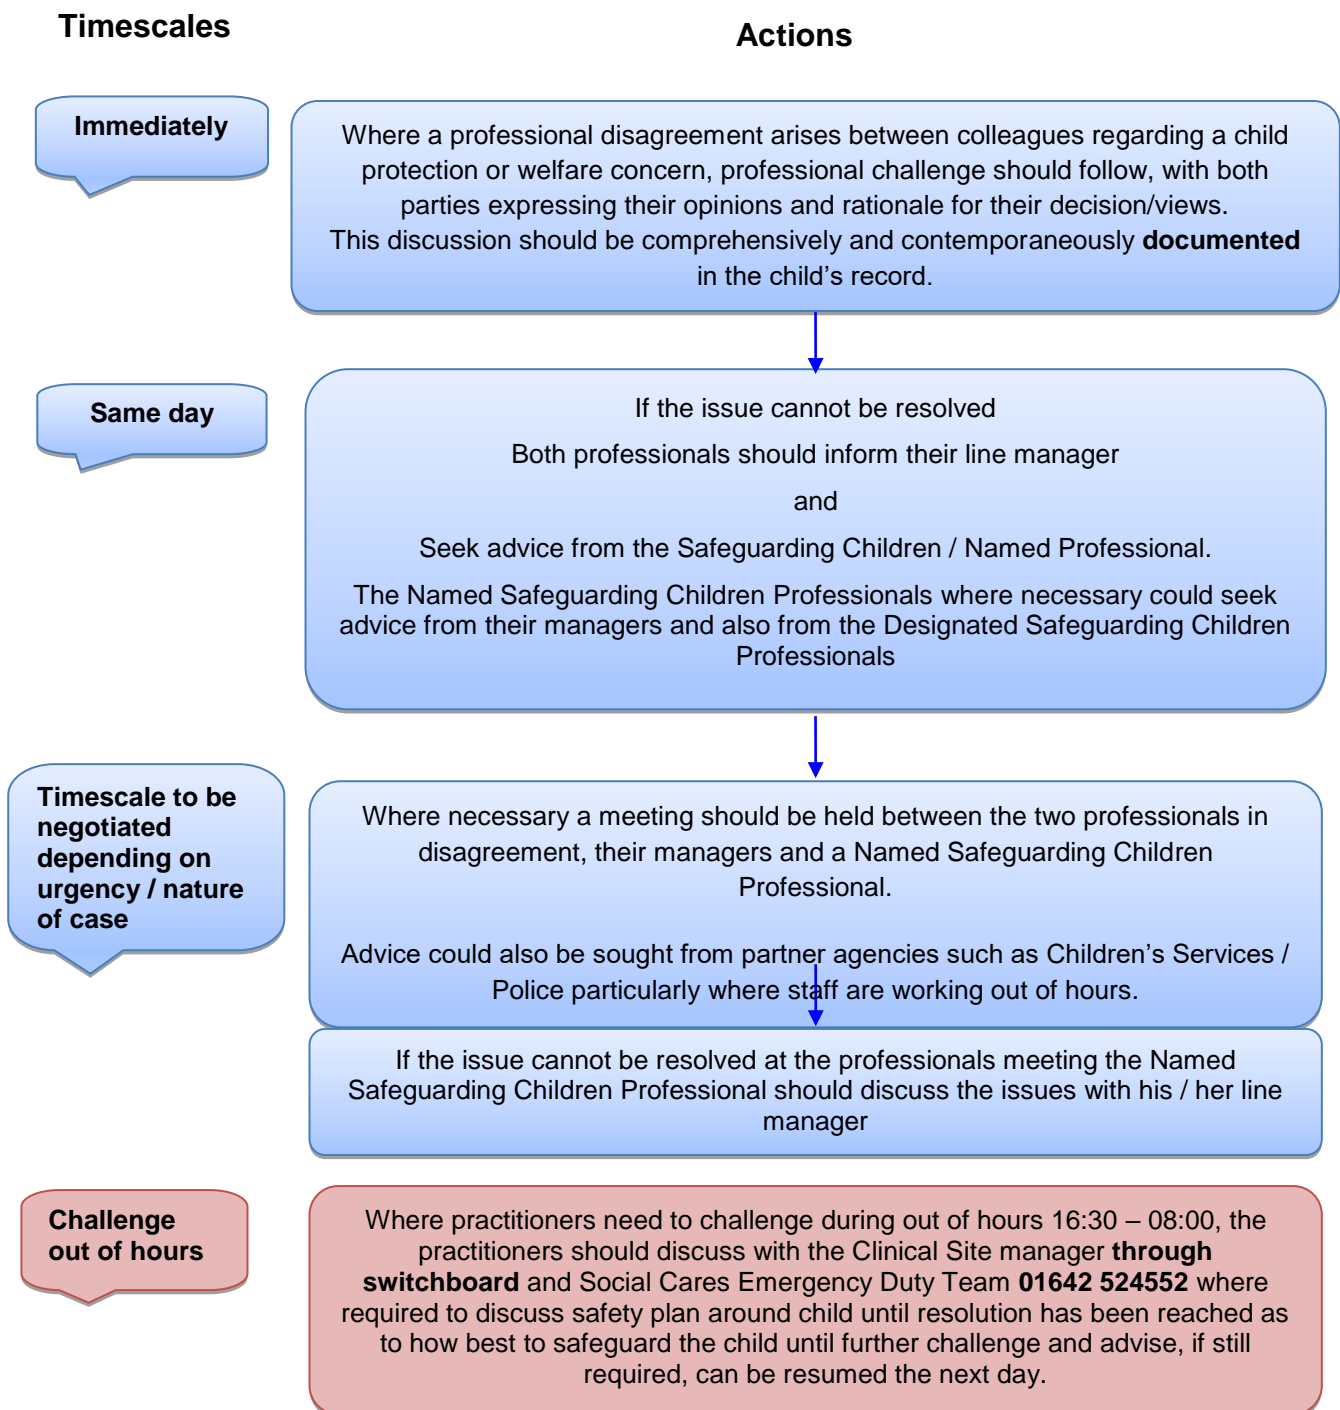 Timescales
Actions
Immediately
Where a professional disagreement arises between colleagues regarding a child
protection or welfare concern, professional challenge should follow, with both
parties expressing their opinions and rationale for their decision/views.
This discussion should be comprehensively and contemporaneously documented
in the child’s record.
Same day
If the issue cannot be resolved
Both professionals should inform their line manager
and
Seek advice from the Safeguarding Children / Named Professional.
The Named Safeguarding Children Professionals where necessary could seek
advice from their managers and also from the Designated Safeguarding Children
Professionals
Timescale to be
negotiated
depending on
urgency / nature
of case
Where necessary a meeting should be held between the two professionals in
disagreement, their managers and a Named Safeguarding Children
Professional.
Advice could also be sought from partner agencies such as Children’s Services /
Police particularly where staff are working out of hours.
If the issue cannot be resolved at the professionals meeting the Named
Safeguarding Children Professional should discuss the issues with his / her line
manager
Challenge
out of hours
Where practitioners need to challenge during out of hours 16:30 – 08:00, the
practitioners should discuss with the Clinical Site manager through
switchboard and Social Cares Emergency Duty Team 01642 524552 where
required to discuss safety plan around child until resolution has been reached as
to how best to safeguard the child until further challenge and advise, if still
required, can be resumed the next day.